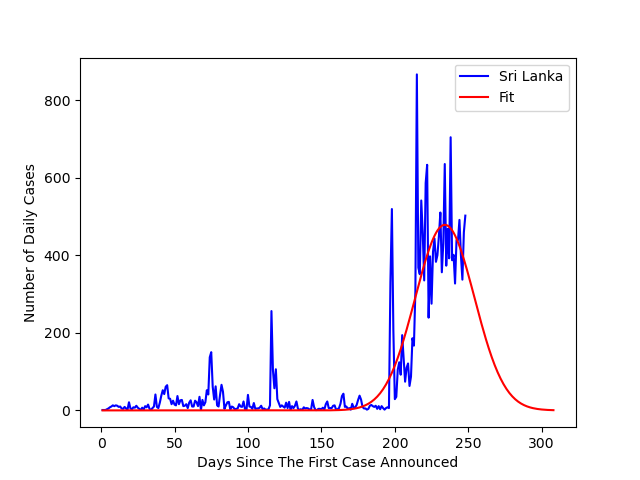 Sri Lanka
Fit
800
600
400
200
0
Number of Daily Cases
0 50 100 150 200 250 300
Days Since The First Case Announced